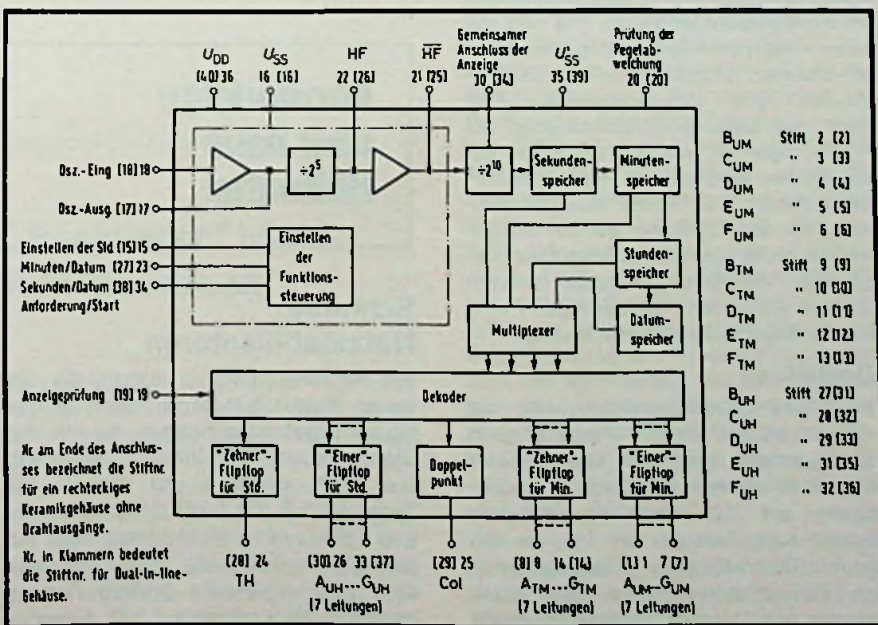 U_DD
(40) 36
U_SS
16 (16)
HF
22 (26)
H̅F̅
21 (25)
Gemeinsamer
Anschluss der
Anzeige
30 (34)
U'_SS
35 (39)
Prüfung der
Pegelab-
weichung
20 (20)
Osz.-Eing (18) 18
Osz.-Ausg. (17) 17
Einstellen der Std (15) 15
Minuten/Datum (27) 23
Sekunden/Datum (38) 34
Anforderung/Start
÷2⁵
÷2¹⁰
Sekunden-
speicher
Minuten-
speicher
Einstellen
der
Funktions-
steuerung
Stunden-
speicher
Multiplexer
Datum-
speicher
Anzeigeprüfung (19) 19
Dekoder
"Zehner"-
Flipflop
für Std.
"Einer"-
Flipflop
für Std.
Doppel-
punkt
"Zehner"-
Flipflop
für Min.
"Einer"-
Flipflop
für Min.
(28) 24
TH
(30) 26 33 (37)
A_UH...G_UH
(7 Leitungen)
(29) 25
Col
(8) 8 14 (14)
A_TM...G_TM
(7 Leitungen)
(1) 1 7 (7)
A_UM...G_UM
(7 Leitungen)
Nr. am Ende des Anschlus-
ses bezeichnet die Stiftnr.
für ein rechteckiges
Keramikgehäuse ohne
Drahtausgänge.
Nr. in Klammern bedeutet
die Stiftnr. für Dual-in-line-
Gehäuse.
B_UM Stift 2 (2)
C_UM " 3 (3)
D_UM " 4 (4)
E_UM " 5 (5)
F_UM " 6 (6)
B_TM Stift 9 (9)
C_TM " 10 (10)
D_TM " 11 (11)
E_TM " 12 (12)
F_TM " 13 (13)
B_UH Stift 27 (31)
C_UH " 28 (32)
D_UH " 29 (33)
E_UH " 31 (35)
F_UH " 32 (36)